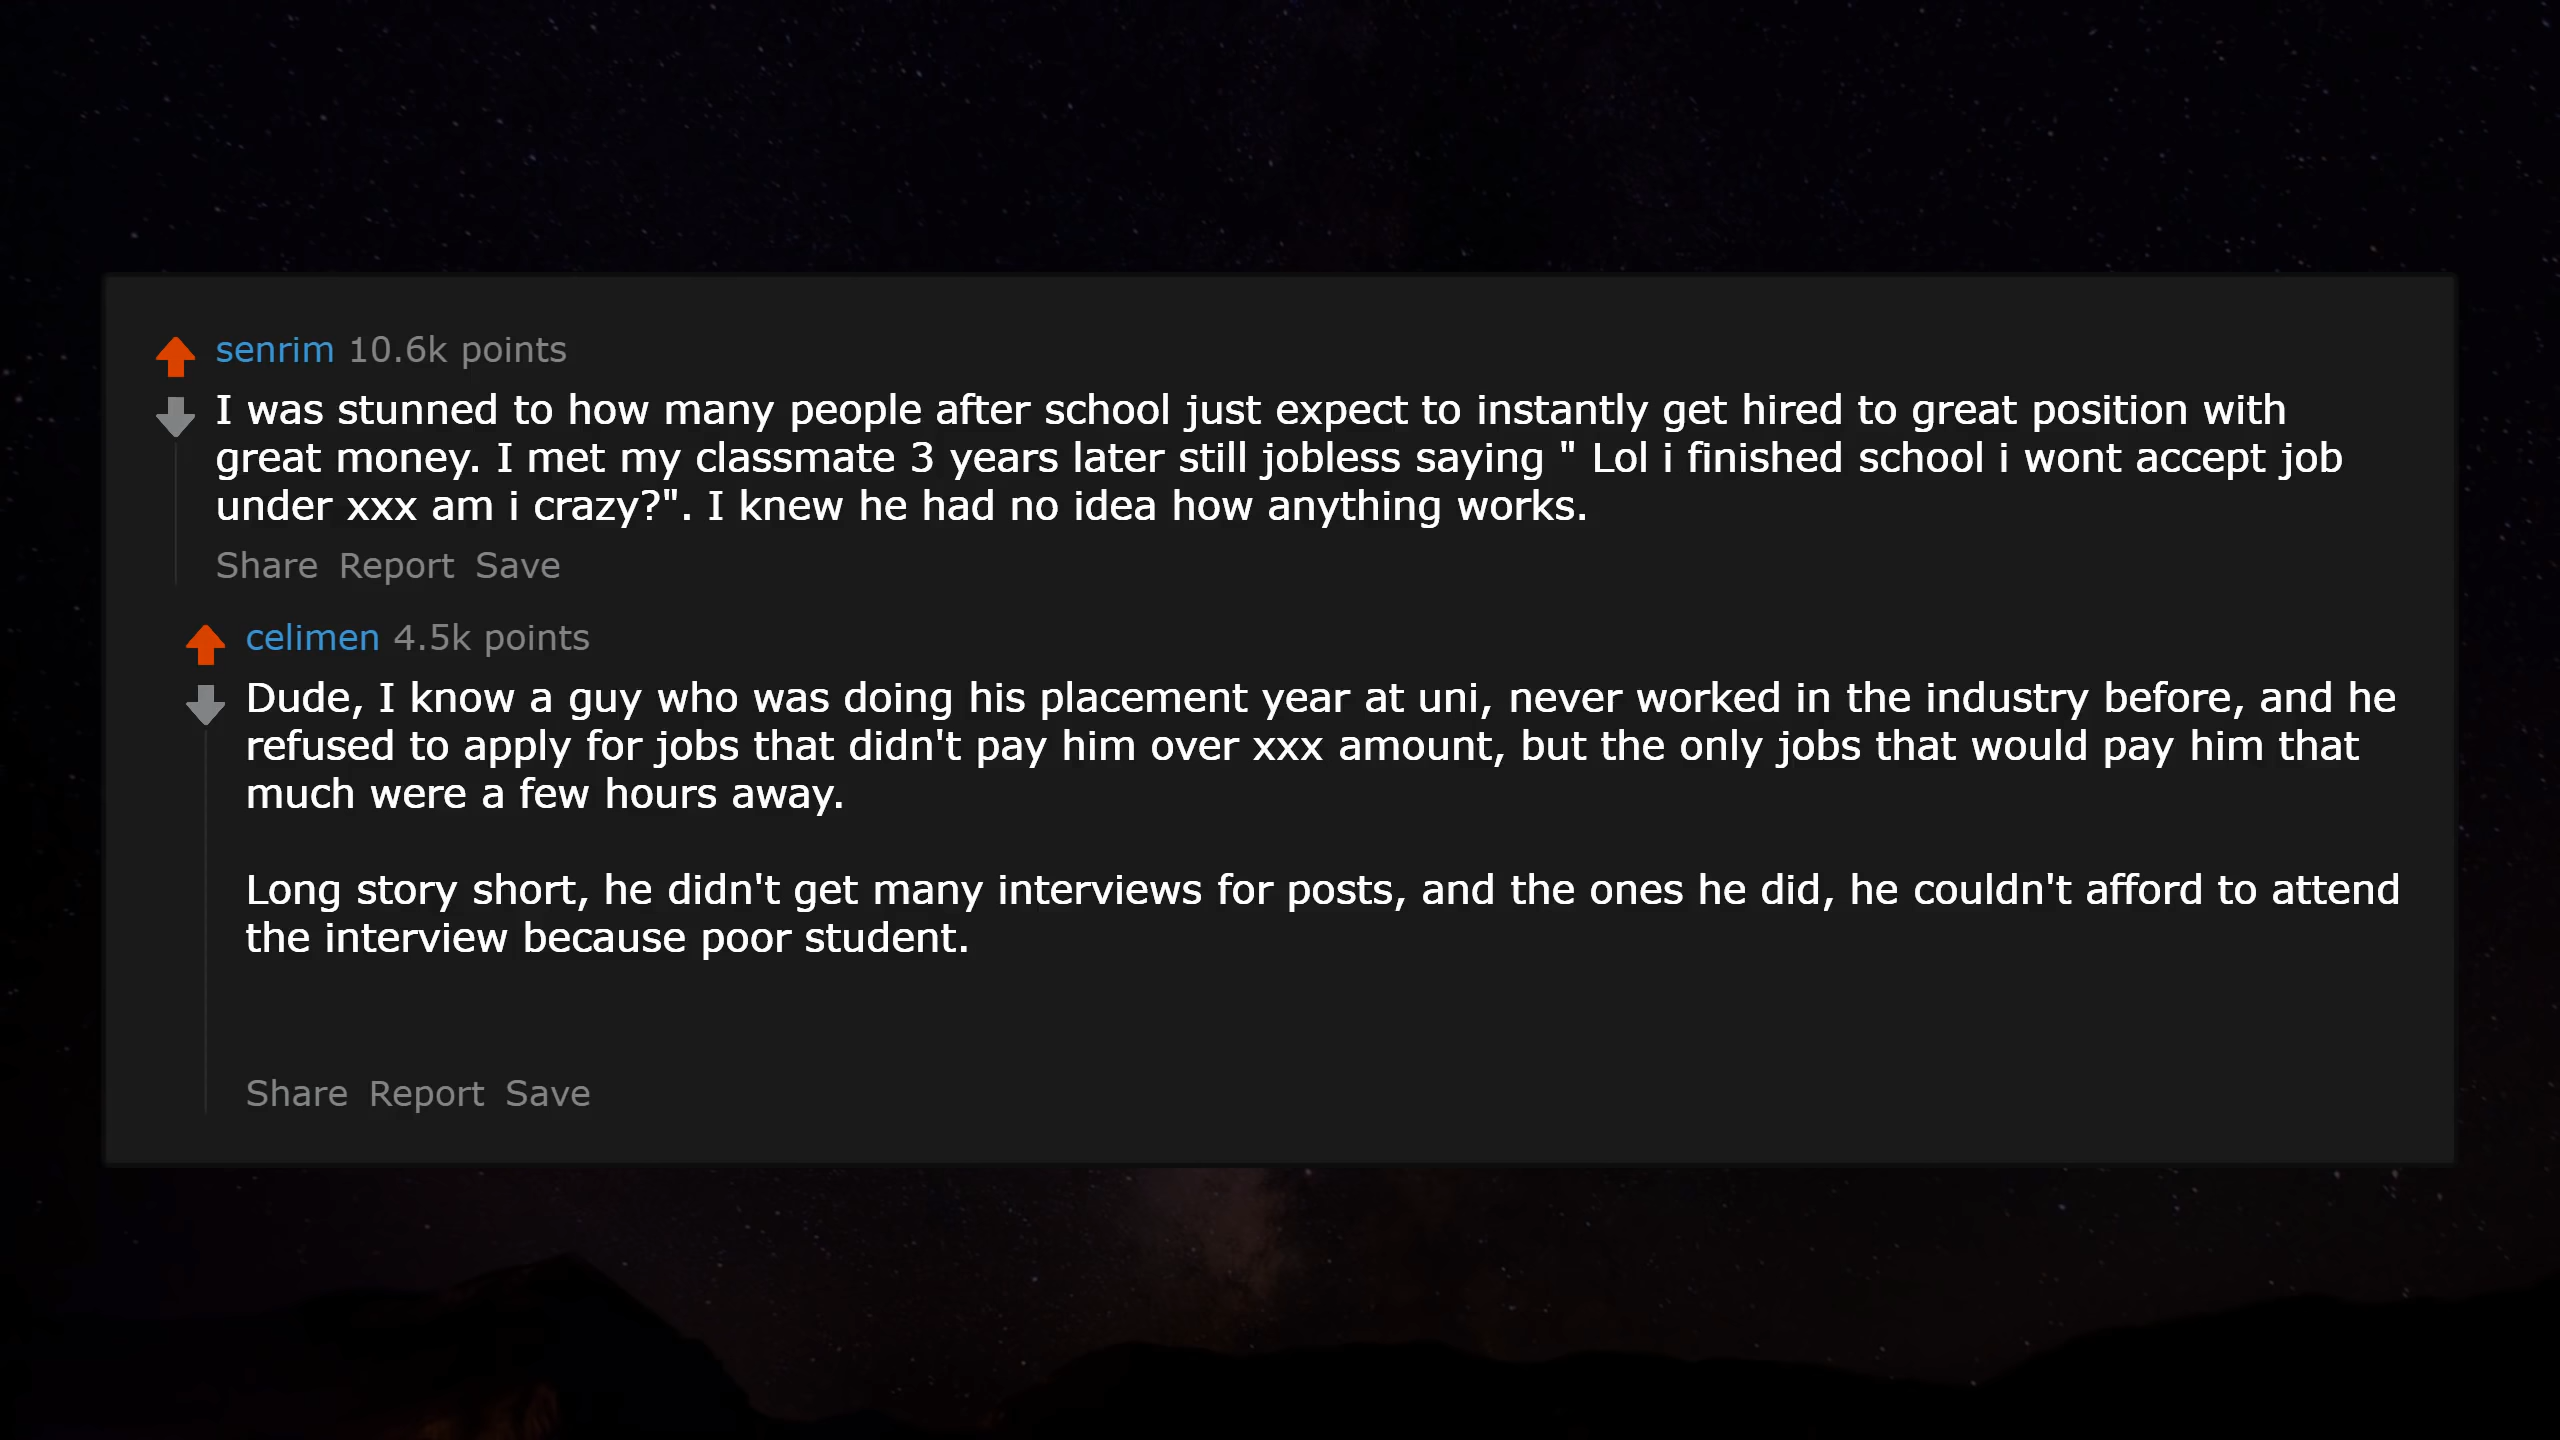 senrim 10.6k points
I was stunned to how many people after school just expect to instantly get hired to great position with
great money. I met my classmate 3 years later still jobless saying " Lol i finished school i wont accept job
under xxx am i crazy?". I knew he had no idea how anything works.
Share Report Save
celimen 4.5k points
Dude, I know a guy who was doing his placement year at uni, never worked in the industry before, and he
refused to apply for jobs that didn't pay him over xxx amount, but the only jobs that would pay him that
much were a few hours away.
Long story short, he didn't get many interviews for posts, and the ones he did, he couldn't afford to attend
the interview because poor student.
Share Report Save